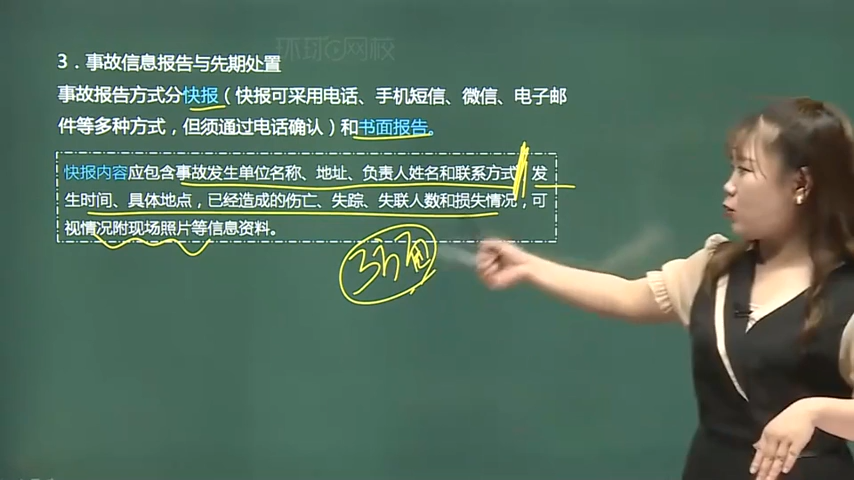 环球网校
3．事故信息报告与先期处置
事故报告方式分快报（快报可采用电话、手机短信、微信、电子邮
件等多种方式，但须通过电话确认）和书面报告。
快报内容应包含事故发生单位名称、地址、负责人姓名和联系方式，发
生时间、具体地点，已经造成的伤亡、失踪、失联人数和损失情况，可
视情况附现场照片等信息资料。
3方面